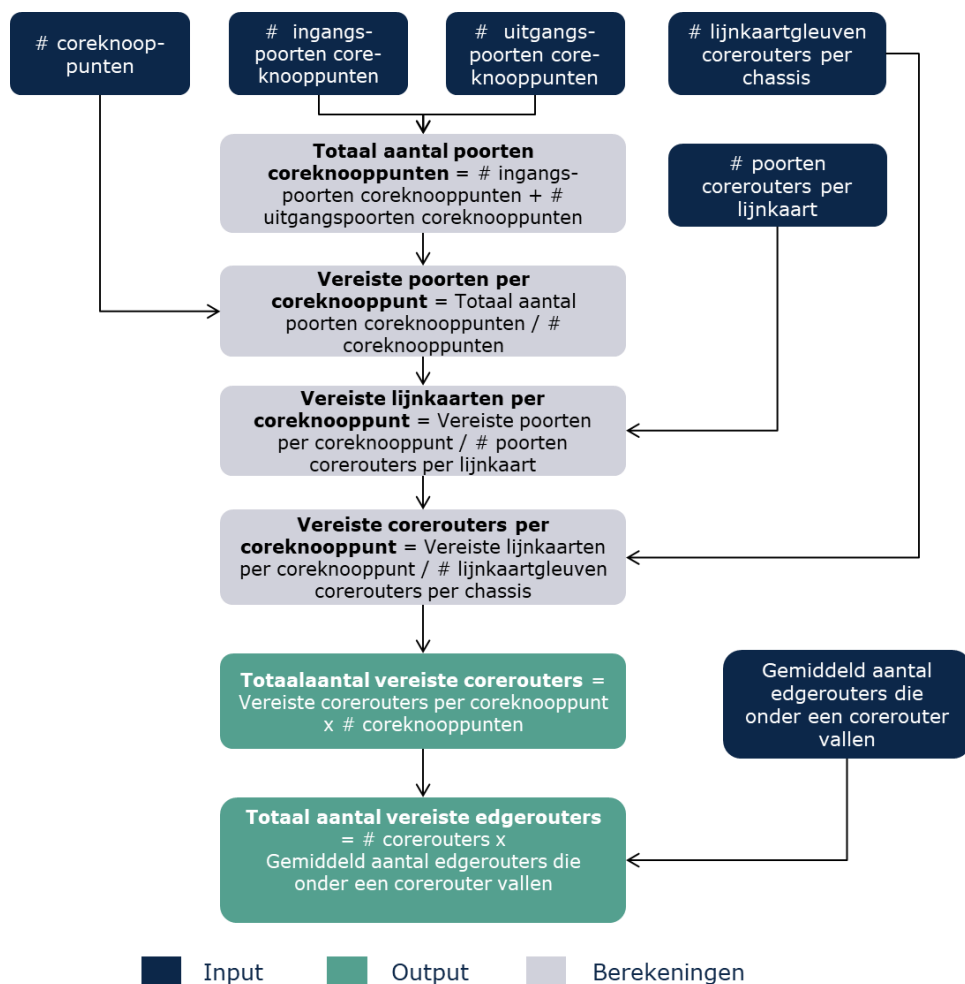 # coreknoop-
punten
# ingangs-
poorten core-
knooppunten
# uitgangs-
poorten core-
knooppunten
# lijnkaartgleuven
corerouters per
chassis
Totaal aantal poorten
coreknooppunten = # ingangs-
poorten coreknooppunten + #
uitgangspoorten coreknooppunten
# poorten
corerouters per
lijnkaart
Vereiste poorten per
coreknooppunt = Totaal aantal
poorten coreknooppunten / #
coreknooppunten
Vereiste lijnkaarten per
coreknooppunt = Vereiste poorten
per coreknooppunt / # poorten
corerouters per lijnkaart
Vereiste corerouters per
coreknooppunt = Vereiste lijnkaarten
per coreknooppunt / # lijnkaartgleuven
corerouters per chassis
Totaalaantal vereiste corerouters =
Vereiste corerouters per coreknooppunt
x # coreknooppunten
Gemiddeld aantal
edgerouters die
onder een corerouter
vallen
Totaal aantal vereiste edgerouters
= # corerouters x
Gemiddeld aantal edgerouters die
onder een corerouter vallen
Input
Output
Berekeningen